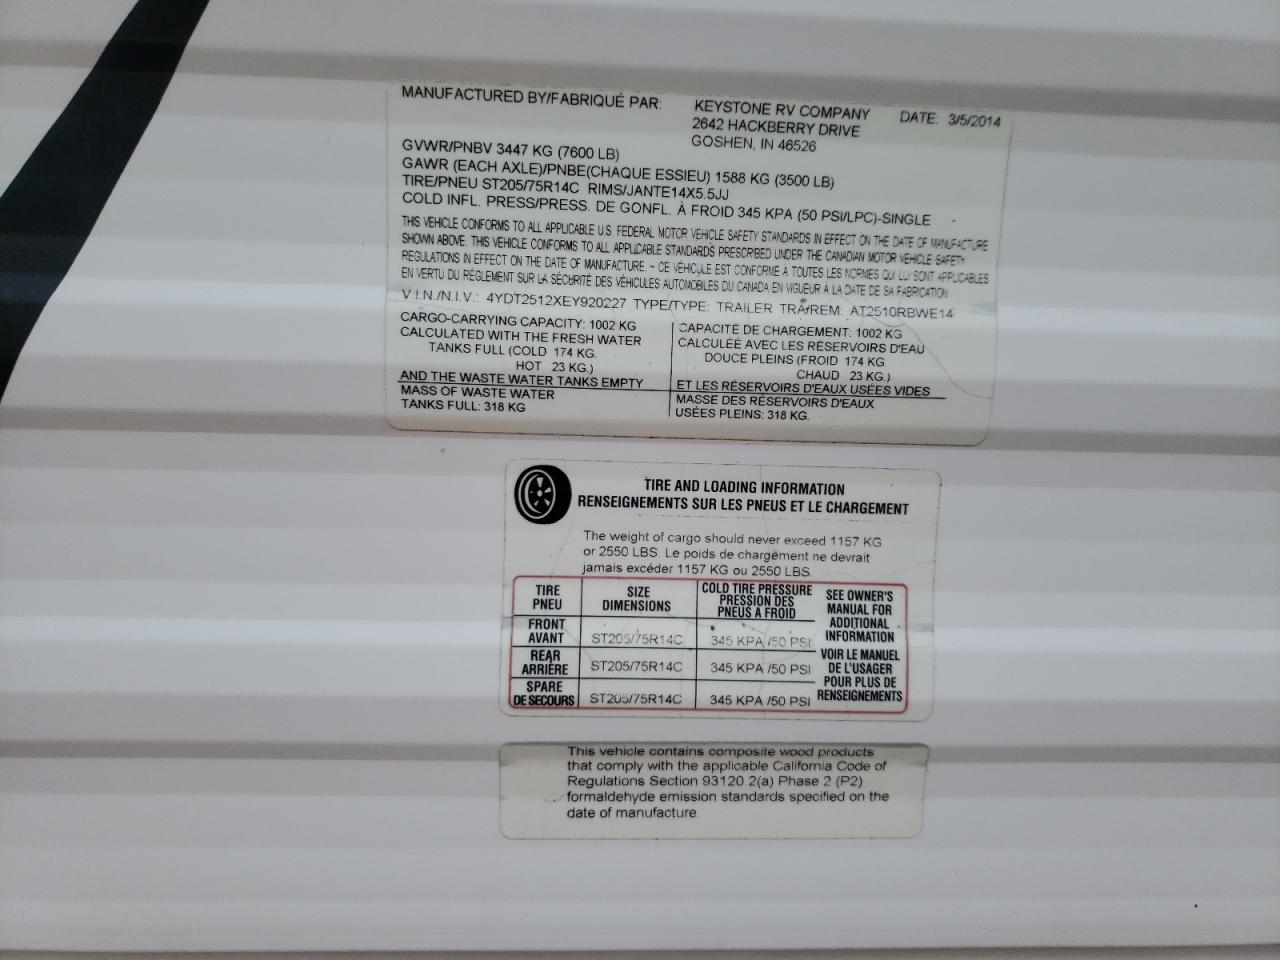 MANUFACTURED BY/FABRIQUÉ PAR: KEYSTONE RV COMPANY DATE: 3/5/2014
2642 HACKBERRY DRIVE
GOSHEN, IN 46526
GVWR/PNBV 3447 KG (7600 LB)
GAWR (EACH AXLE)/PNBE(CHAQUE ESSIEU) 1588 KG (3500 LB)
TIRE/PNEU ST205/75R14C RIMS/JANTE14X5.5JJ
COLD INFL. PRESS/PRESS. DE GONFL. À FROID 345 KPA (50 PSI/LPC)-SINGLE
THIS VEHICLE CONFORMS TO ALL APPLICABLE U.S. FEDERAL MOTOR VEHICLE SAFETY STANDARDS IN EFFECT ON THE DATE OF MANUFACTURE
SHOWN ABOVE. THIS VEHICLE CONFORMS TO ALL APPLICABLE STANDARDS PRESCRIBED UNDER THE CANADIAN MOTOR VEHICLE SAFETY
REGULATIONS IN EFFECT ON THE DATE OF MANUFACTURE. ~ CE VÉHICULE EST CONFORME À TOUTES LES NORMES QUI LUI SONT APPLICABLES
EN VERTU DU RÈGLEMENT SUR LA SÉCURITÉ DES VÉHICULES AUTOMOBILES DU CANADA EN VIGUEUR À LA DATE DE SA FABRICATION
V.I.N./N.I.V.: 4YDT2512XEY920227 TYPE/TYPE: TRAILER TRA/REM. AT2510RBWE14
CARGO-CARRYING CAPACITY: 1002 KG
CALCULATED WITH THE FRESH WATER
TANKS FULL (COLD 174 KG.
HOT 23 KG.)
AND THE WASTE WATER TANKS EMPTY
MASS OF WASTE WATER
TANKS FULL: 318 KG
CAPACITÉ DE CHARGEMENT: 1002 KG
CALCULÉE AVEC LES RÉSERVOIRS D'EAU
DOUCE PLEINS (FROID 174 KG.
CHAUD 23 KG.)
ET LES RÉSERVOIRS D'EAUX USÉES VIDES
MASSE DES RÉSERVOIRS D'EAUX
USÉES PLEINS: 318 KG.
TIRE AND LOADING INFORMATION
RENSEIGNEMENTS SUR LES PNEUS ET LE CHARGEMENT
The weight of cargo should never exceed 1157 KG
or 2550 LBS. Le poids de chargement ne devrait
jamais excéder 1157 KG ou 2550 LBS
TIRE
PNEU
SIZE
DIMENSIONS
COLD TIRE PRESSURE
PRESSION DES
PNEUS A FROID
FRONT
AVANT
ST205/75R14C 345 KPA /50 PSI
REAR
ARRIÈRE
ST205/75R14C 345 KPA /50 PSI
SPARE
DE SECOURS
ST205/75R14C 345 KPA /50 PSI
SEE OWNER'S
MANUAL FOR
ADDITIONAL
INFORMATION
VOIR LE MANUEL
DE L'USAGER
POUR PLUS DE
RENSEIGNEMENTS
This vehicle contains composite wood products
that comply with the applicable California Code of
Regulations Section 93120 2(a) Phase 2 (P2)
formaldehyde emission standards specified on the
date of manufacture.